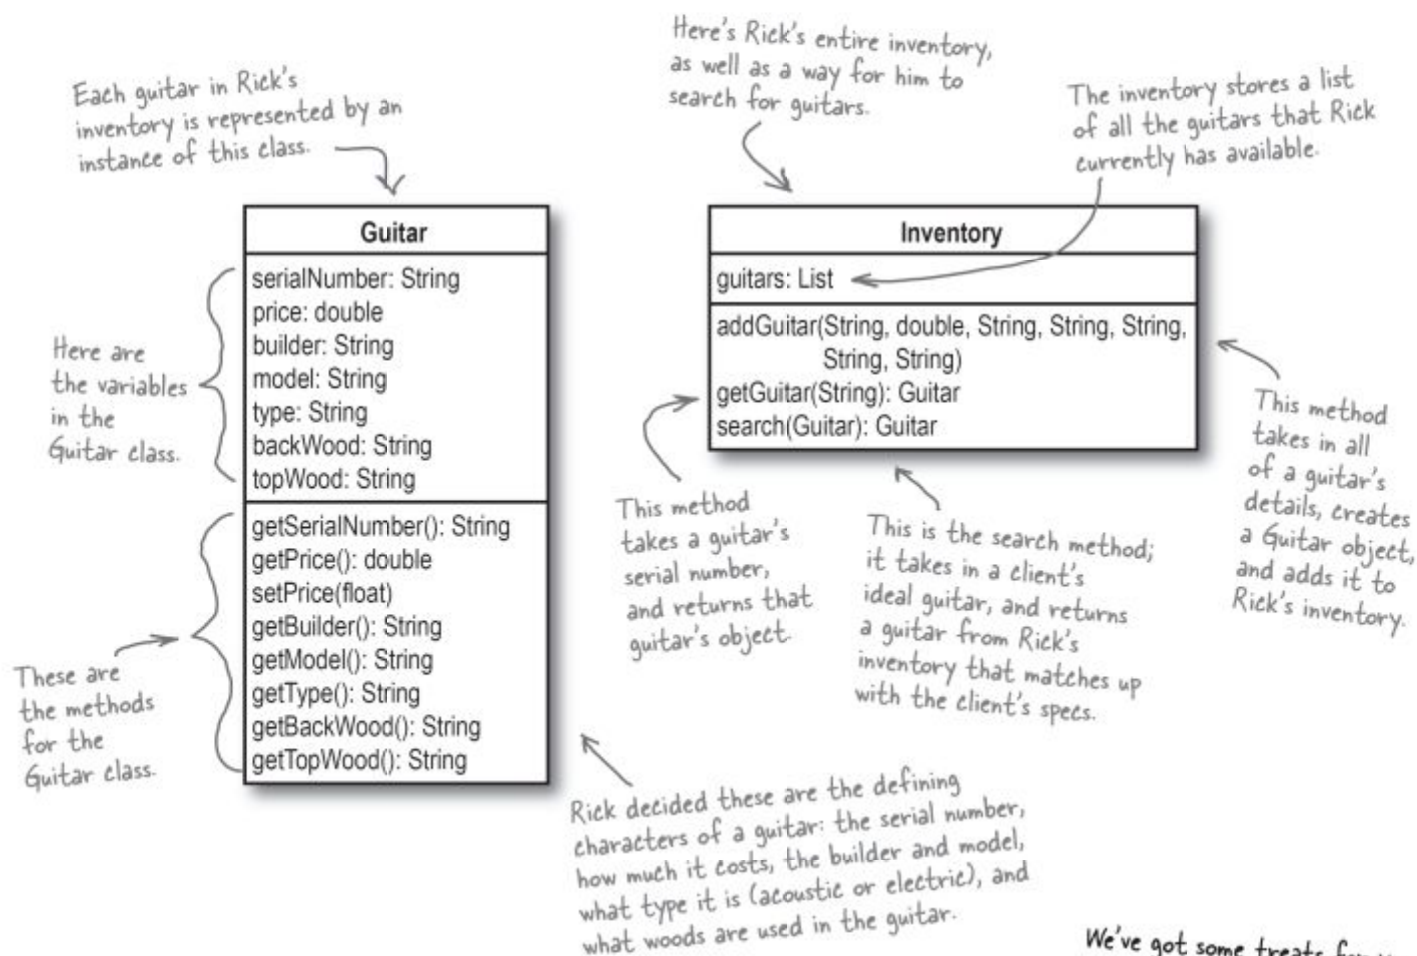 Each guitar in Rick's
inventory is represented by an
instance of this class.
Here's Rick's entire inventory,
as well as a way for him to
search for guitars.
The inventory stores a list
of all the guitars that Rick
currently has available.
Guitar
serialNumber: String
price: double
builder: String
model: String
type: String
backWood: String
topWood: String
getSerialNumber(): String
getPrice(): double
setPrice(float)
getBuilder(): String
getModel(): String
getType(): String
getBackWood(): String
getTopWood(): String
Here are
the variables
in the
Guitar class.
These are
the methods
for the
Guitar class.
Inventory
guitars: List
addGuitar(String, double, String, String, String,
String, String)
getGuitar(String): Guitar
search(Guitar): Guitar
This method
takes a guitar's
serial number,
and returns that
guitar's object.
This is the search method;
it takes in a client's
ideal guitar, and returns
a guitar from Rick's
inventory that matches up
with the client's specs.
This method
takes in all
of a guitar's
details, creates
a Guitar object,
and adds it to
Rick's inventory.
Rick decided these are the defining
characters of a guitar: the serial number,
how much it costs, the builder and model,
what type it is (acoustic or electric), and
what woods are used in the guitar.
We've got some treats for